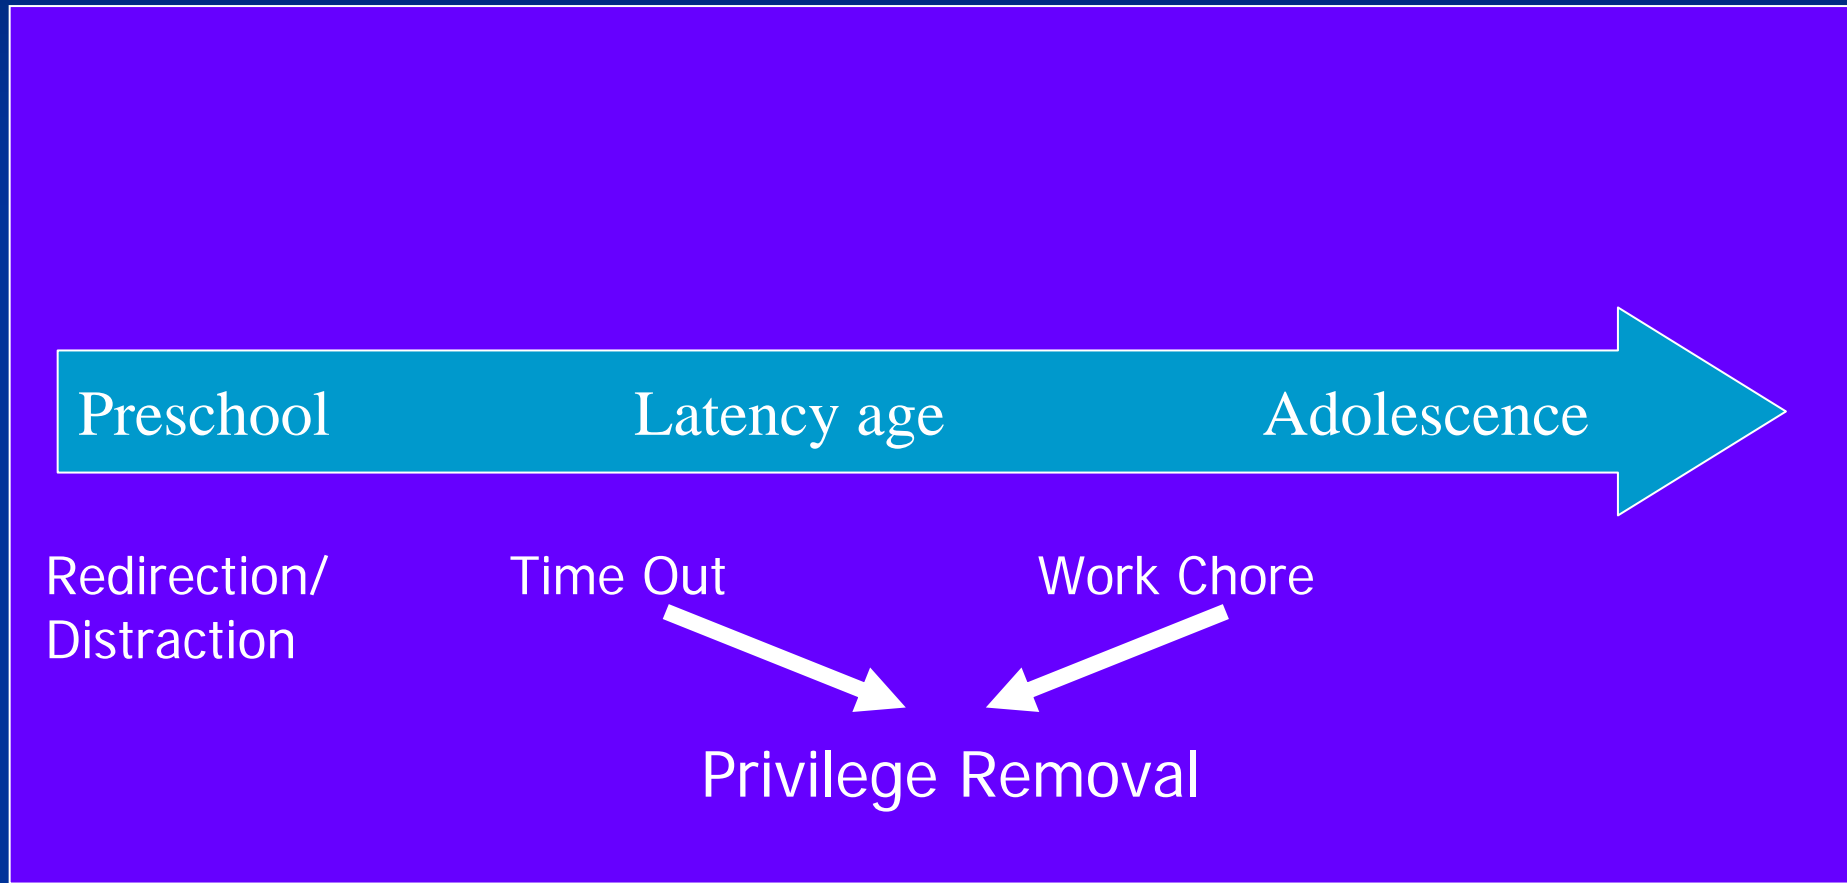 Preschool Latency age Adolescence
Redirection/ Time Out Work Chore
Distraction
Privilege Removal